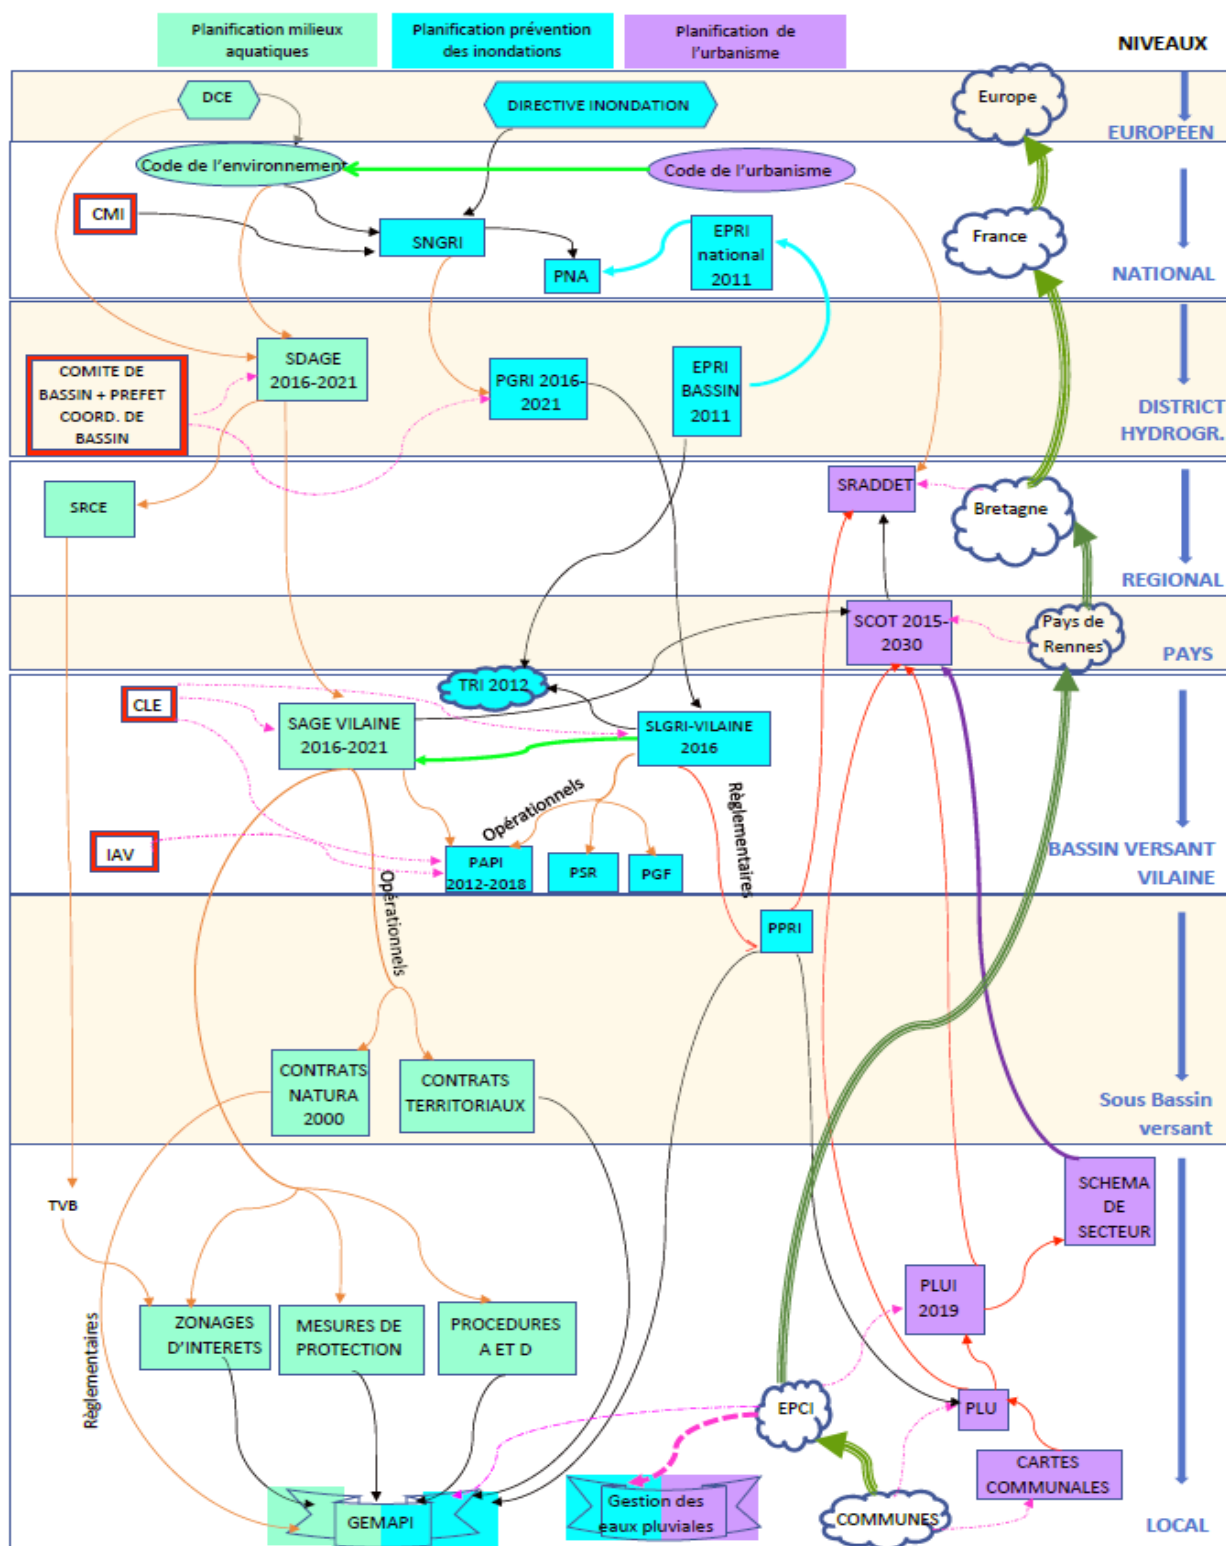 Planification milieux
aquatiques
Planification prévention
des inondations
Planification de
l'urbanisme
NIVEAUX
DCE
DIRECTIVE INONDATION
Europe
EUROPEEN
Code de l'environnement
Code de l'urbanisme
CMI
SNGRI
PNA
EPRI
national
2011
France
NATIONAL
COMITE DE
BASSIN + PREFET
COORD. DE
BASSIN
SDAGE
2016-2021
PGRI 2016-
2021
EPRI
BASSIN
2011
DISTRICT
HYDROGR.
SRCE
SRADDET
Bretagne
REGIONAL
SCOT 2015-
2030
Pays de
Rennes
PAYS
TRI 2012
CLE
SAGE VILAINE
2016-2021
SLGRI-VILAINE
2016
Opérationnels
Règlementaires
IAV
PAPI
2012-2018
PSR
PGF
BASSIN VERSANT
VILAINE
Opérationnels
PPRI
CONTRATS
NATURA
2000
CONTRATS
TERRITORIAUX
Sous Bassin
versant
TVB
SCHEMA
DE
SECTEUR
PLUI
2019
ZONAGES
D'INTERETS
MESURES DE
PROTECTION
PROCEDURES
A ET D
Règlementaires
EPCI
PLU
CARTES
COMMUNALES
GEMAPI
Gestion des
eaux pluviales
COMMUNES
LOCAL